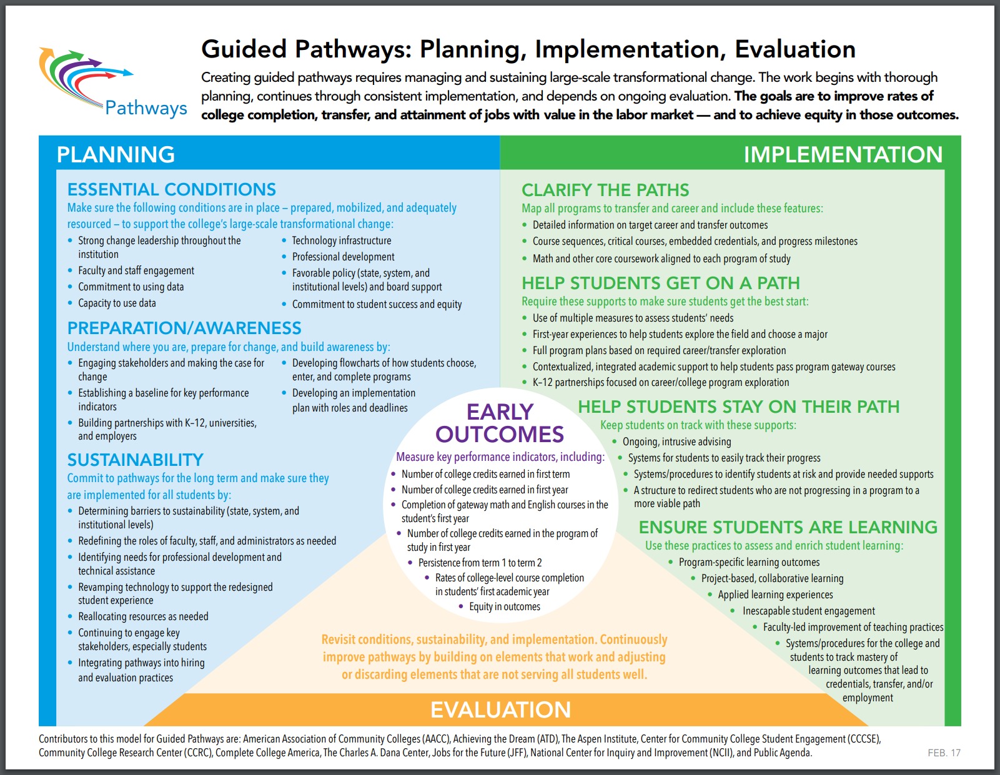 Pathways
Guided Pathways: Planning, Implementation, Evaluation
Creating guided pathways requires managing and sustaining large-scale transformational change. The work begins with thorough
planning, continues through consistent implementation, and depends on ongoing evaluation. The goals are to improve rates of
college completion, transfer, and attainment of jobs with value in the labor market — and to achieve equity in those outcomes.
PLANNING
ESSENTIAL CONDITIONS
Make sure the following conditions are in place – prepared, mobilized, and adequately
resourced – to support the college's large-scale transformational change:
• Strong change leadership throughout the
institution
• Faculty and staff engagement
• Commitment to using data
• Capacity to use data
• Technology infrastructure
• Professional development
• Favorable policy (state, system, and
institutional levels) and board support
• Commitment to student success and equity
PREPARATION/AWARENESS
Understand where you are, prepare for change, and build awareness by:
• Engaging stakeholders and making the case for
change
• Establishing a baseline for key performance
indicators
• Building partnerships with K–12, universities,
and employers
• Developing flowcharts of how students choose,
enter, and complete programs
• Developing an implementation
plan with roles and deadlines
SUSTAINABILITY
Commit to pathways for the long term and make sure they
are implemented for all students by:
• Determining barriers to sustainability (state, system, and
institutional levels)
• Redefining the roles of faculty, staff, and administrators as needed
• Identifying needs for professional development and
technical assistance
• Revamping technology to support the redesigned
student experience
• Reallocating resources as needed
• Continuing to engage key
stakeholders, especially students
• Integrating pathways into hiring
and evaluation practices
IMPLEMENTATION
CLARIFY THE PATHS
Map all programs to transfer and career and include these features:
• Detailed information on target career and transfer outcomes
• Course sequences, critical courses, embedded credentials, and progress milestones
• Math and other core coursework aligned to each program of study
HELP STUDENTS GET ON A PATH
Require these supports to make sure students get the best start:
• Use of multiple measures to assess students' needs
• First-year experiences to help students explore the field and choose a major
• Full program plans based on required career/transfer exploration
• Contextualized, integrated academic support to help students pass program gateway courses
• K–12 partnerships focused on career/college program exploration
HELP STUDENTS STAY ON THEIR PATH
Keep students on track with these supports:
• Ongoing, intrusive advising
• Systems for students to easily track their progress
• Systems/procedures to identify students at risk and provide needed supports
• A structure to redirect students who are not progressing in a program to a
more viable path
ENSURE STUDENTS ARE LEARNING
Use these practices to assess and enrich student learning:
• Program-specific learning outcomes
• Project-based, collaborative learning
• Applied learning experiences
• Inescapable student engagement
• Faculty-led improvement of teaching practices
• Systems/procedures for the college and
students to track mastery of
learning outcomes that lead to
credentials, transfer, and/or
employment
EARLY
OUTCOMES
Measure key performance indicators, including:
• Number of college credits earned in first term
• Number of college credits earned in first year
• Completion of gateway math and English courses in the
student's first year
• Number of college credits earned in the program of
study in first year
• Persistence from term 1 to term 2
• Rates of college-level course completion
in students' first academic year
• Equity in outcomes
Revisit conditions, sustainability, and implementation. Continuously
improve pathways by building on elements that work and adjusting
or discarding elements that are not serving all students well.
EVALUATION
Contributors to this model for Guided Pathways are: American Association of Community Colleges (AACC), Achieving the Dream (ATD), The Aspen Institute, Center for Community College Student Engagement (CCCSE),
Community College Research Center (CCRC), Complete College America, The Charles A. Dana Center, Jobs for the Future (JFF), National Center for Inquiry and Improvement (NCII), and Public Agenda.
FEB. 17